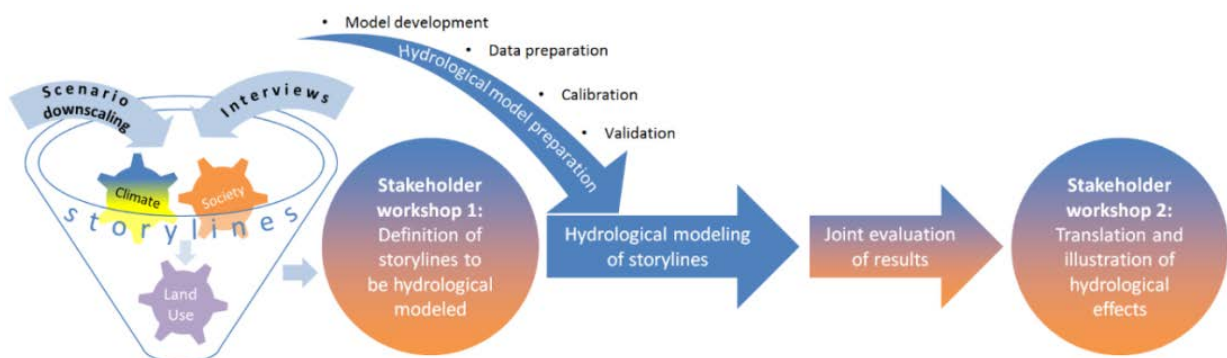 Scenario
downscaling
Interviews
Climate
Society
storylines
Land
Use
• Model development
• Data preparation
• Calibration
• Validation
Hydrological model preparation
Stakeholder
workshop 1:
Definition of
storylines to
be hydrological
modeled
Hydrological modeling
of storylines
Joint evaluation
of results
Stakeholder
workshop 2:
Translation and
illustration of
hydrological
effects